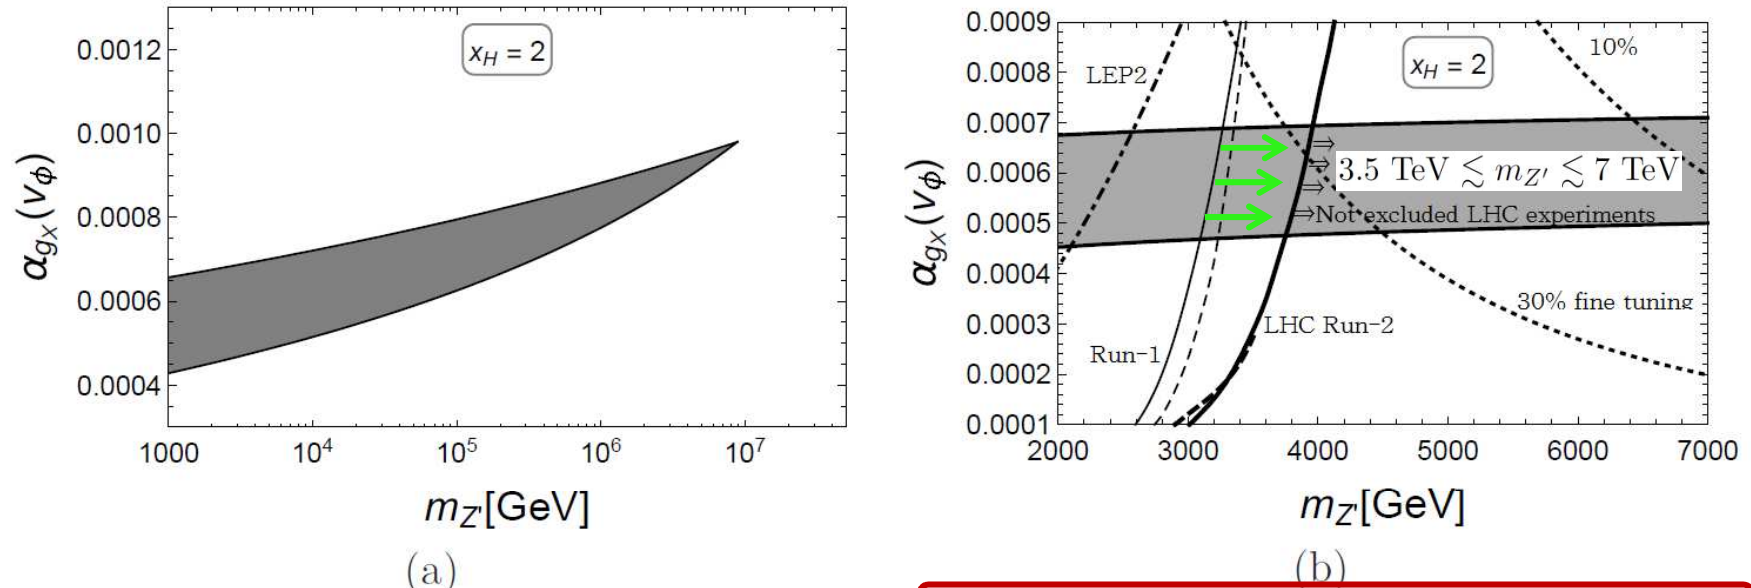 0.0012
0.0010
0.0008
0.0006
0.0004
x_H = 2
α_{g_X}(v_ϕ)
1000 10^4 10^5 10^6 10^7
m_{Z'}[GeV]
(a)
0.0009
0.0008
0.0007
0.0006
0.0005
0.0004
0.0003
0.0002
0.0001
α_{g_X}(v_ϕ)
LEP2
x_H = 2
10%
⇒
⇒ 3.5 TeV ≲ m_{Z'} ≲ 7 TeV
⇒
⇒Not excluded LHC experiments
30% fine tuning
LHC Run-2
Run-1
2000 3000 4000 5000 6000 7000
m_{Z'}[GeV]
(b)